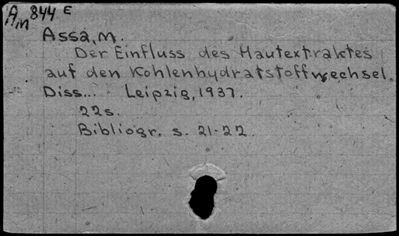 A 844 E
m
Assa, M.
Der Einfluss des Hautextraktes
auf den Kohlenhydratstoffwechsel.
Diss... Leipzig, 1937.
22s.
Bibliogr. s. 21-22.